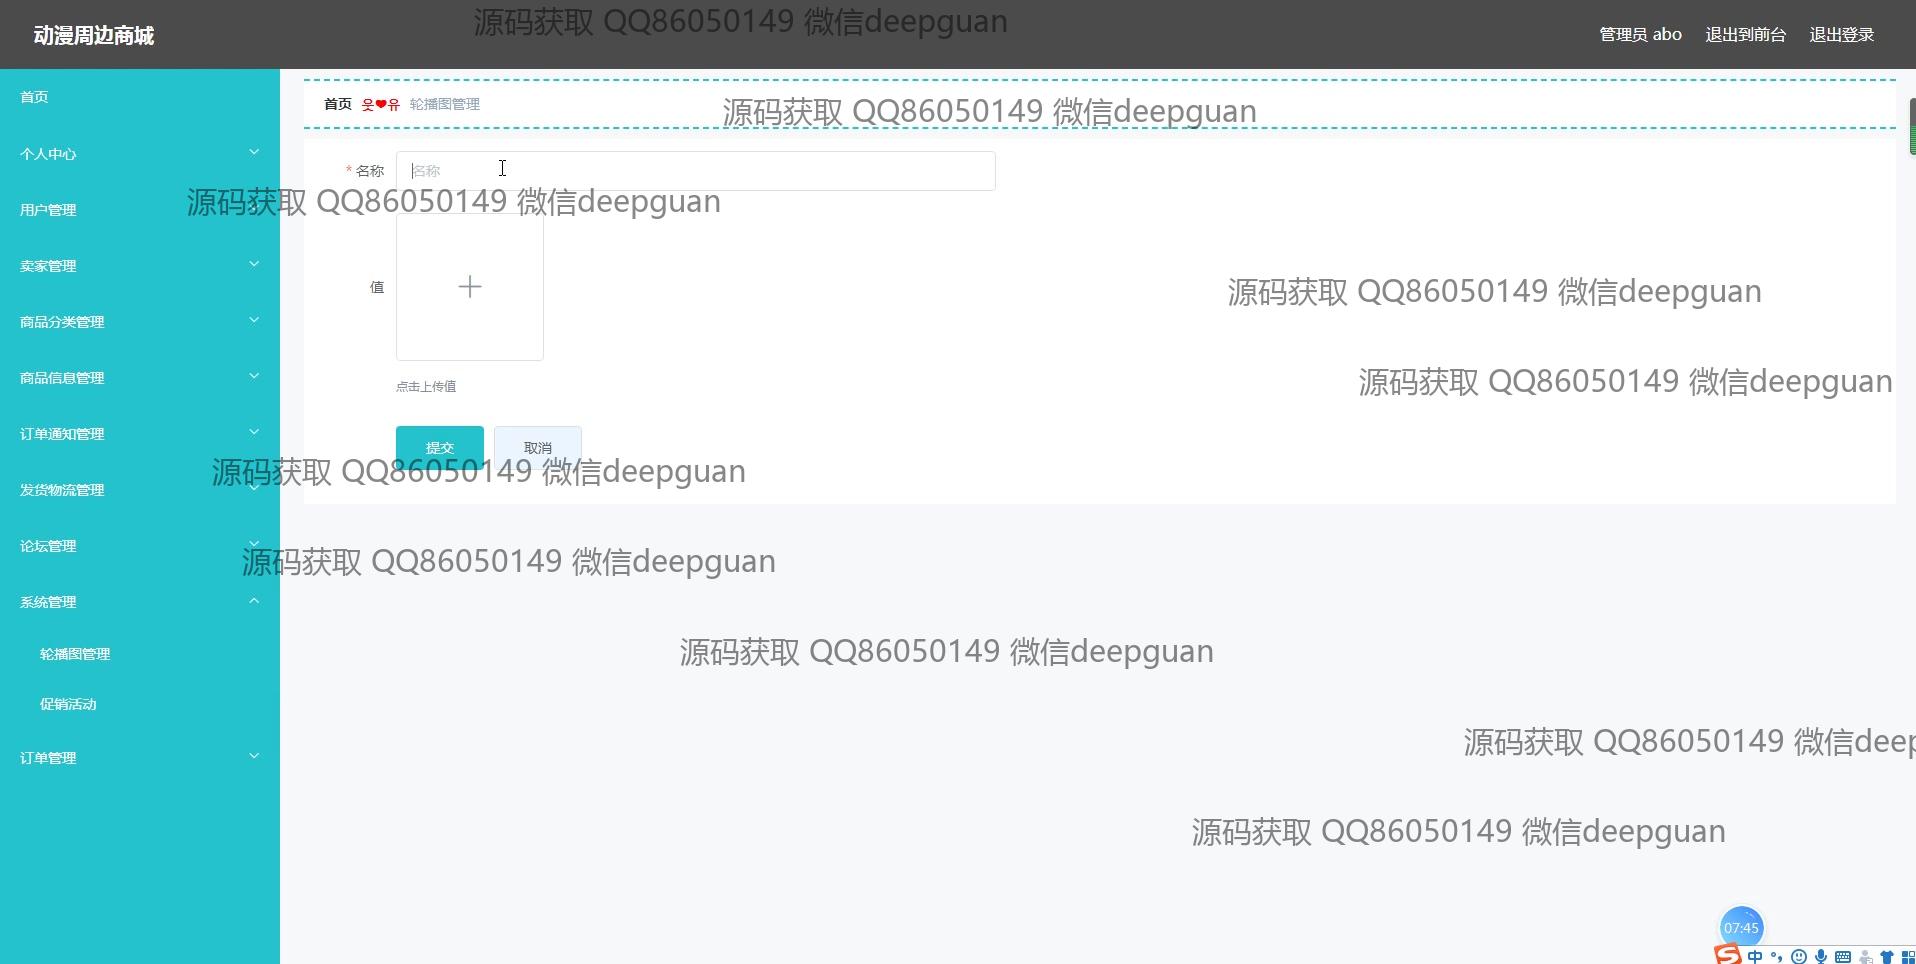 源码获取 QQ86050149 微信deepguan
动漫周边商城
管理员 abo 退出到前台 退出登录
首页
首页 웃❤유 轮播图管理
源码获取 QQ86050149 微信deepguan
个人中心
* 名称 名称
用户管理
源码获取 QQ86050149 微信deepguan
卖家管理
值
源码获取 QQ86050149 微信deepguan
商品分类管理
商品信息管理
点击上传值
源码获取 QQ86050149 微信deepguan
订单通知管理
提交 取消
源码获取 QQ86050149 微信deepguan
发货物流管理
论坛管理
源码获取 QQ86050149 微信deepguan
系统管理
轮播图管理
源码获取 QQ86050149 微信deepguan
促销活动
订单管理
源码获取 QQ86050149 微信deep
源码获取 QQ86050149 微信deepguan
07:45
S 中